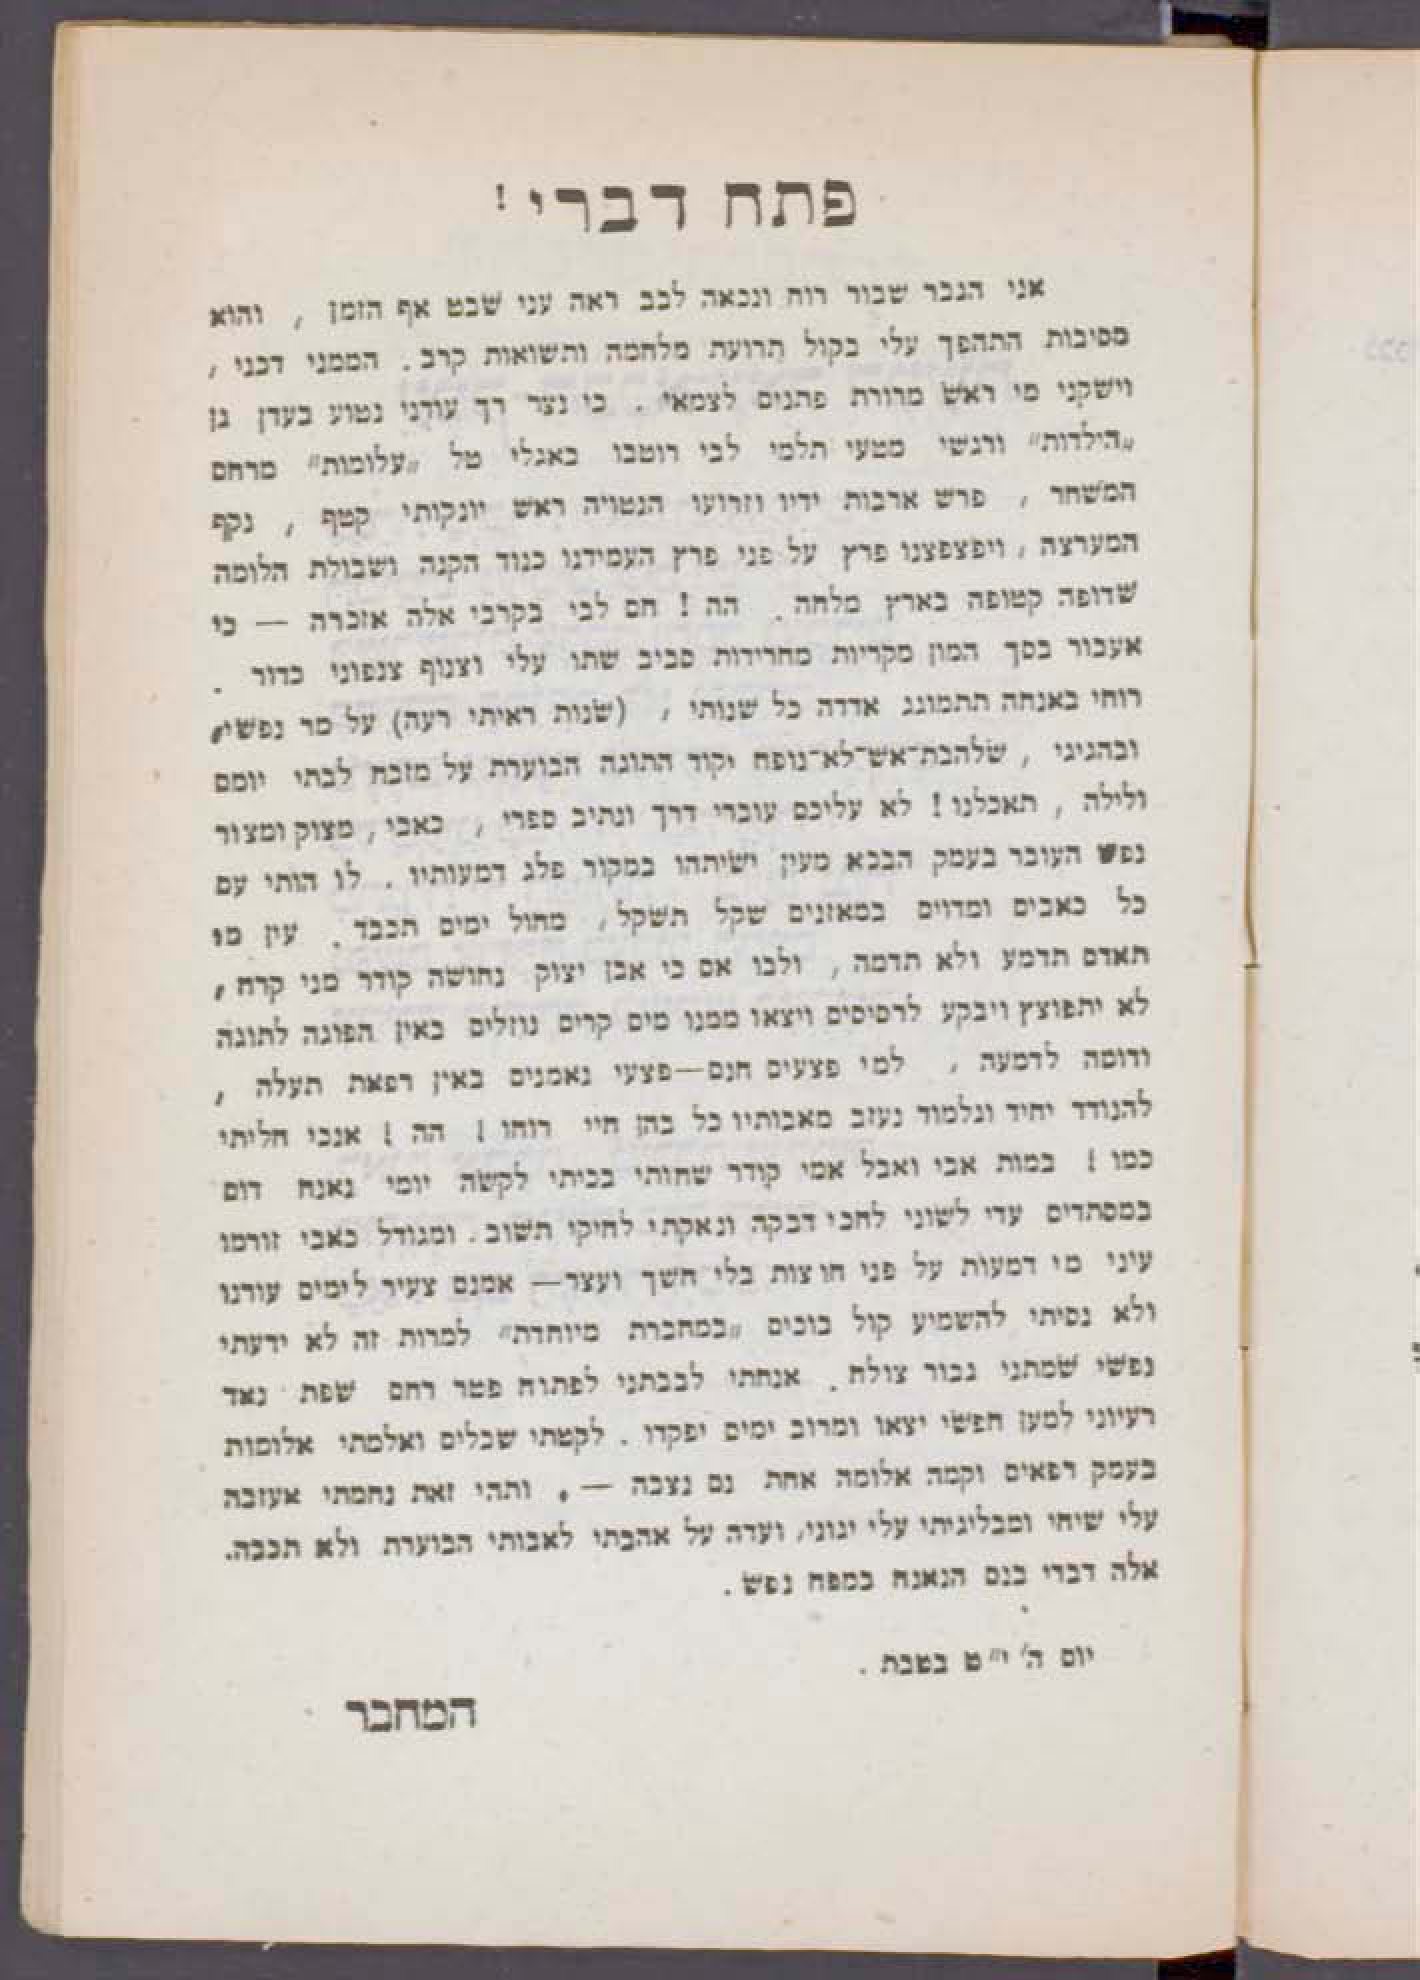 פתח דברי !
אני הגבר שבור רוח ונכאה לבב ראה עני שבט אף הזמן , והוא
מסיבות התהפך עלי בקול תרועת מלחמה ותשואות קרב . הממני דכני ,
וישקני מי ראש מרורת פתנים לצמאי . כי נצר רך עודני נטוע בעדן גן
„הילדות" ורגשי מטעי תלמי לבי רוטבו באגלי טל „עלומות" מרחם
המשחר , פרש ארבות ידיו וזרועו הנטויה ראש יונקותי קטף , נקף
המערצה , ויפצפצנו פרץ על פני פרץ העמידנו כנוד הקנה ושבולת הלומה
שדופה קטופה בארץ מלחה . הה ! חם לבי בקרבי אלה אזכרה — כי
אעבור בסך המון מקריות מחרידות סביב שתו עלי וצנוף צנפוני כדור .
רוחי באנחה תתמוגג אדדה כל שנותי , (שנות ראיתי רעה) על מר נפשי,
ובהגיגי , שלהבת־אש־לא־נופח יקוד התוגה הבוערת על מזבח לבתי יומם
ולילה , תאכלנו ! לא עליכם עוברי דרך ונתיב ספרי , כאבי , מצוק ומצור
נפש העובר בעמק הבכא מעין ישיתהו במקור פלג דמעותיו . לו הותי עם
כל כאבים ומדוים במאזנים שקל תשקל , מחול ימים תכבד . עין מי
תאדם תדמע ולא תדמה , ולבו אם כי אבן יצוק נחושה קודר מני קרח ,
לא יתפוצץ ויבקע לרסיסים ויצאו ממנו מים קרים נוזלים באין הפוגה לתוגה
ודומה לדמעה , למי פצעים חנם—פצעי נאמנים באין רפאת תעלה ,
להנודד יחיד וגלמוד נעזב מאבותיו כל בהן חיי רוחו ! הה ! אנכי חליתי
כמו ! במות אבי ואבל אמי קודר שחותי בכיתי לקשה יומי נאנח דום
במסתרים עדי לשוני לחכי דבקה ונאקתי לחיקי תשוב . ומגודל כאבי זורמו
עיני מי דמעות על פני חוצות בלי חשך ועצר— אמנם צעיר לימים עורנו
ולא נסיתי להשמיע קול בוכים „במחברת מיוחדת" למרות זה לא ידעתי
נפשי שמתני גבור צולח . אנחתי לבבתני לפתוח פטר רחם שפת נאד
רעיוני למען חפשי יצאו ומרוב ימים יפקדו . לקטתי שבלים ואלמתי אלומות
בעמק רפאים וקמה אלומה אחת גם נצבה — . ותהי זאת נחמתי אעזבה
עלי שיחי ומבליגיתי עלי יגוני , ועדה על אהבתי לאבותי הבוערת ולא תכבה.
אלה דברי בנם הנאנח במפח נפש .
יום ה' י"ט בטבת .
המחבר